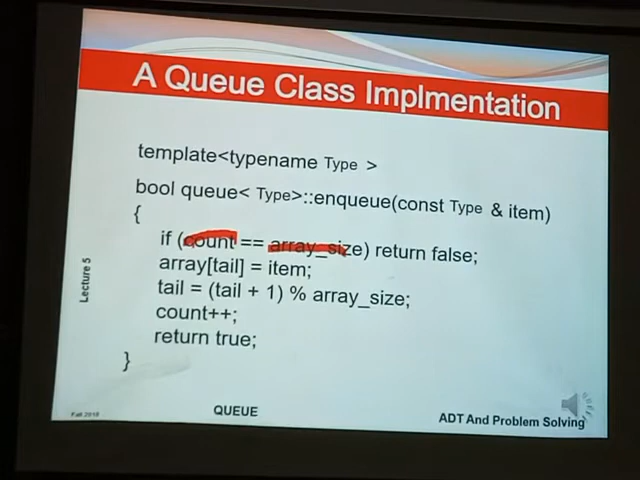 A Queue Class Implmentation
template<typename Type >
bool queue< Type>::enqueue(const Type & item)
{
if (count == array_size) return false;
array[tail] = item;
tail = (tail + 1) % array_size;
count++;
return true;
}
Lecture 5
Fall 2010
QUEUE
ADT And Problem Solving